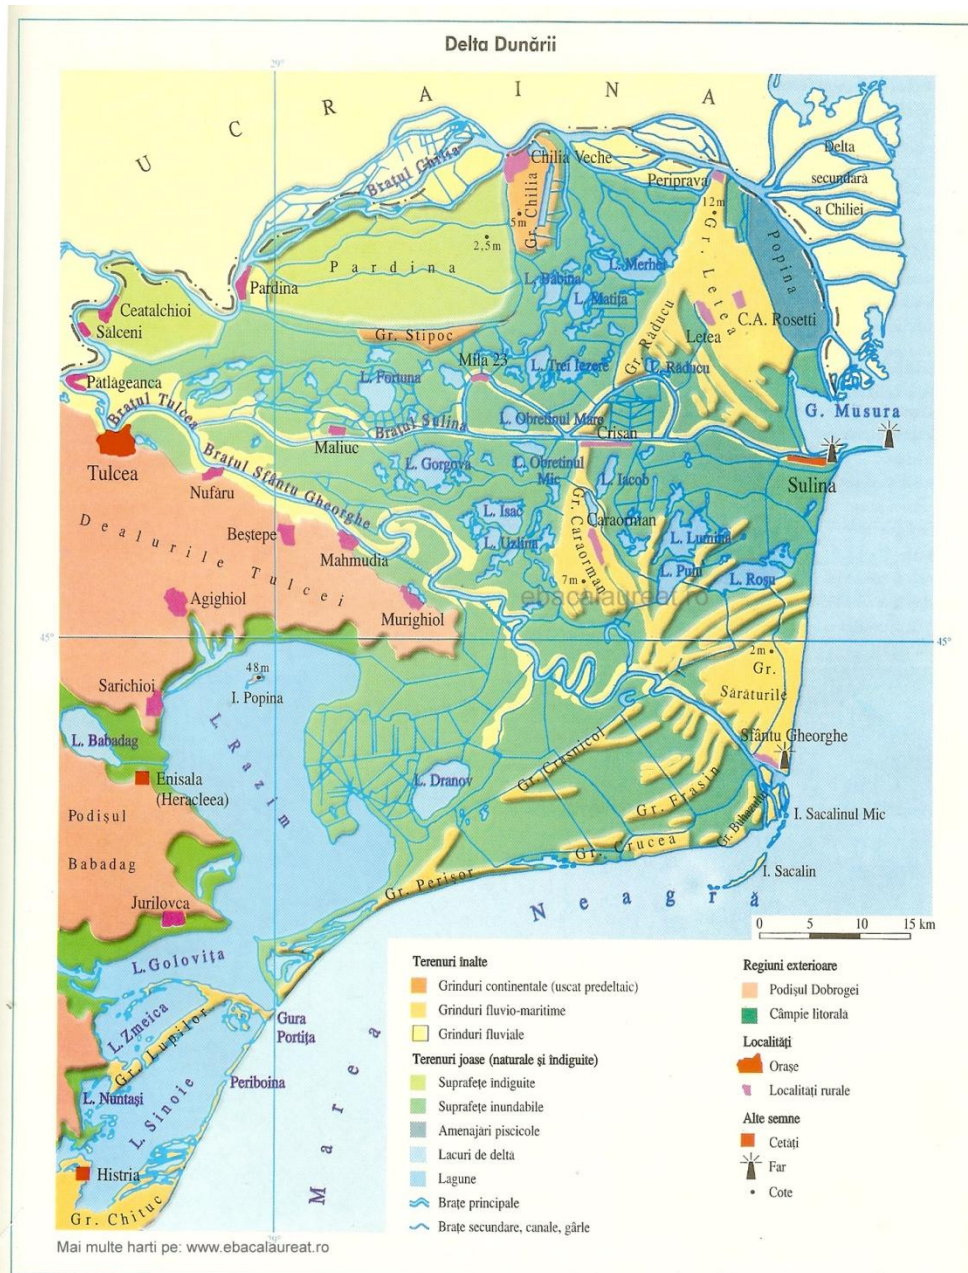 Delta Dunării
29°
U C R A I N A
Brațul Chilia
Chilia Veche
Periprava
Delta
secundară
a Chiliei
12m
Gr. Chilia
5m
2,5m
Pardina
Popina
Gr. Letea
L. Merhei
L. Babina
L. Matița
Pardina
Ceatalchioi
Salceni
C.A. Rosetti
Letea
Gr. Stipoc
Gr. Răducu
Mila 23
L. Trei Iezere
L. Răducu
L. Fortuna
Patlăgeanca
Brațul Tulcea
Brațul Sulina
L. Obretinul Mare
G. Musura
Crișan
Maliuc
Tulcea
Brațul Sfântu Gheorghe
L. Gorgova
L. Obretinul
Mic
L. Iacob
Sulina
Nufăru
Gr. Caraorman
L. Isac
Caraorman
Beștepe
L. Uzlina
L. Lumina
Dealurile Tulcei
Mahmudia
L. Puiu
L. Roșu
7m
ebacalaureat.ro
Agighiol
Murighiol
45°
45°
2m
Gr.
Sărăturile
48m
I. Popina
Sarichioi
L. Razim
Sfântu Gheorghe
L. Babadag
Gr. Crasnicol
Enisala
(Heracleea)
L. Dranov
Gr. Frasin
Podișul
Babadag
I. Sacalinul Mic
Gr. Crucea
I. Sacalin
Gr. Perișor
Jurilovca
Marea Neagră
0 5 10 15 km
L. Golovița
L. Zmeica
Gr. Lupilor
Gura
Portița
L. Nuntași
Periboina
L. Sinoie
Histria
Gr. Chituc
Terenuri înalte
Grinduri continentale (uscat predeltaic)
Grinduri fluvio-maritime
Grinduri fluviale
Terenuri joase (naturale și îndiguite)
Suprafețe îndiguite
Suprafețe inundabile
Amenajări piscicole
Lacuri de deltă
Lagune
Brațe principale
Brațe secundare, canale, gârle
Regiuni exterioare
Podișul Dobrogei
Câmpie litorală
Localități
Orașe
Localități rurale
Alte semne
Cetăți
Far
Cote
Mai multe harti pe: www.ebacalaureat.ro